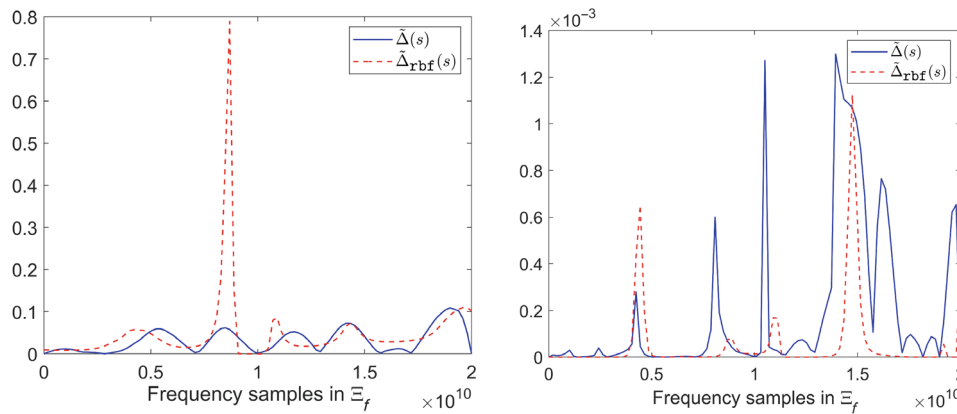 0.8
0.7
0.6
0.5
0.4
0.3
0.2
0.1
0
0 0.5 1 1.5 2
Frequency samples in Ξ_f ×10^10
Δ̃(s)
Δ̃_rbf(s)
×10^-3
1.4
1.2
1
0.8
0.6
0.4
0.2
0
0 0.5 1 1.5 2
Frequency samples in Ξ_f ×10^10
Δ̃(s)
Δ̃_rbf(s)